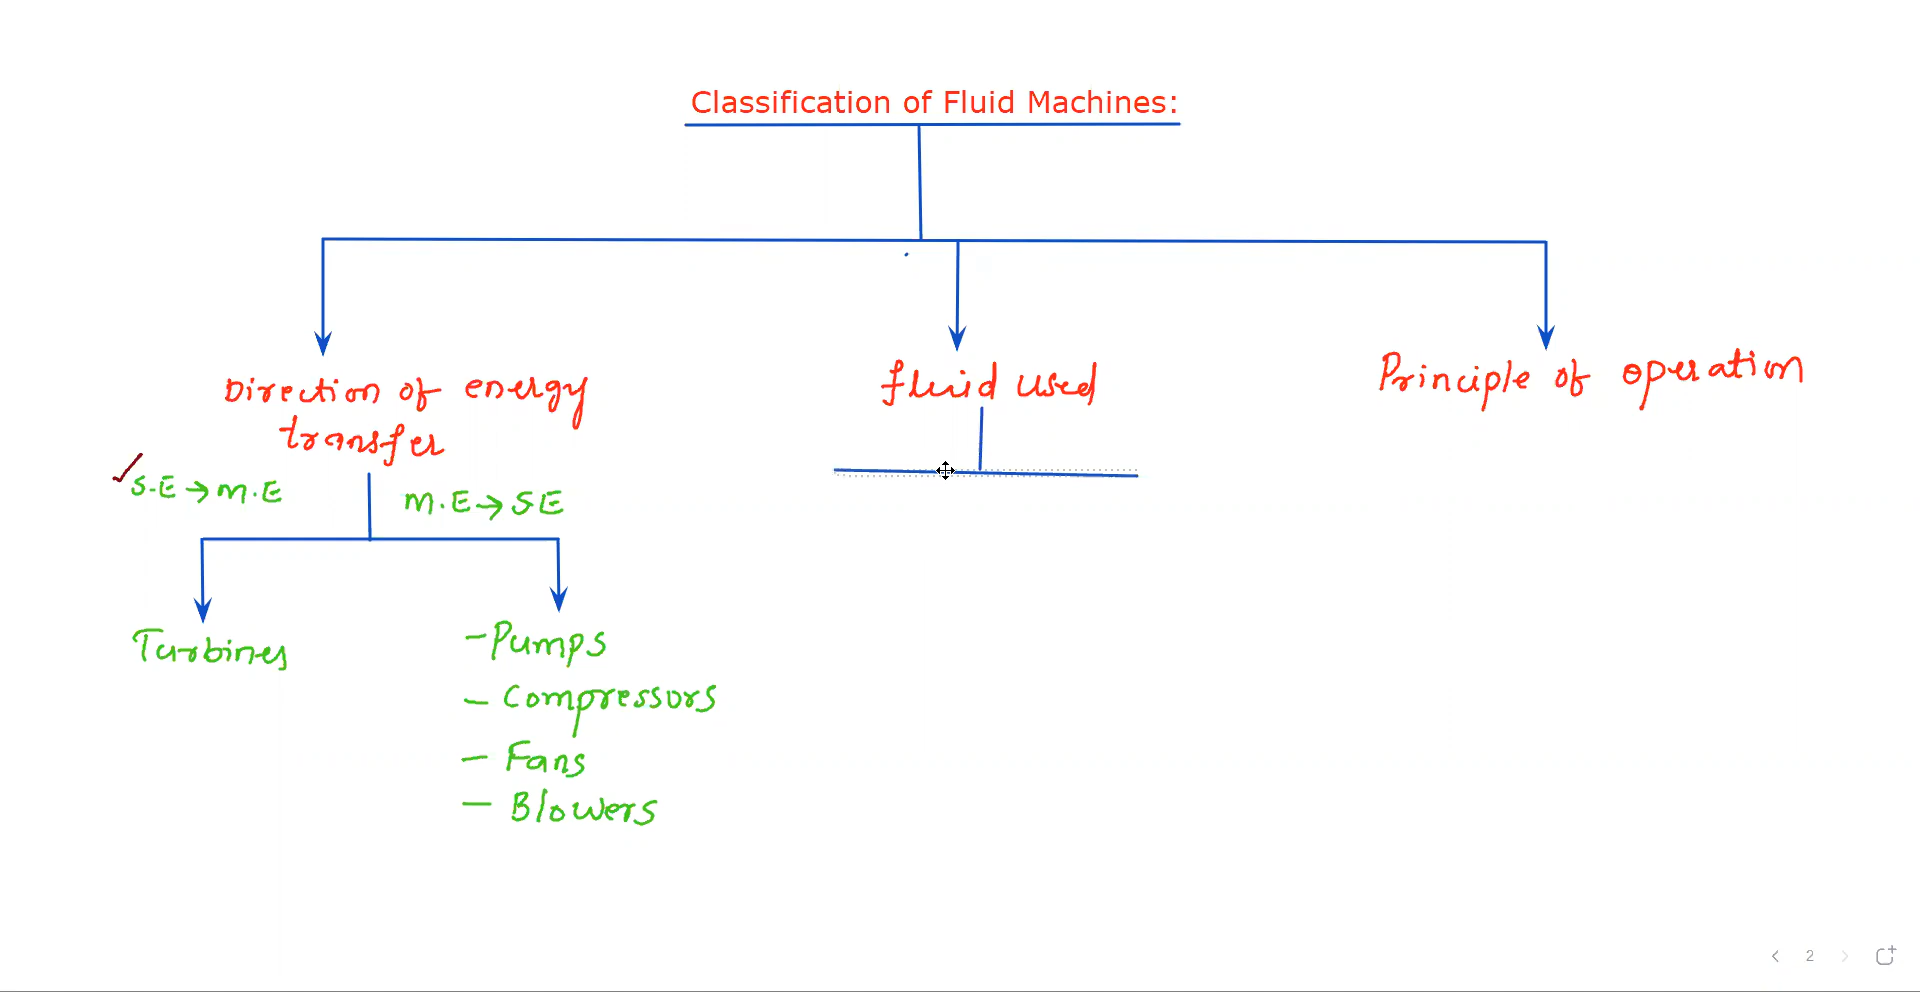 Classification of Fluid Machines:
Direction of energy
transfer
fluid used
Principle of operation
S.E → M.E
M.E → SE
Turbines
- Pumps
- Compressors
- Fans
- Blowers
2